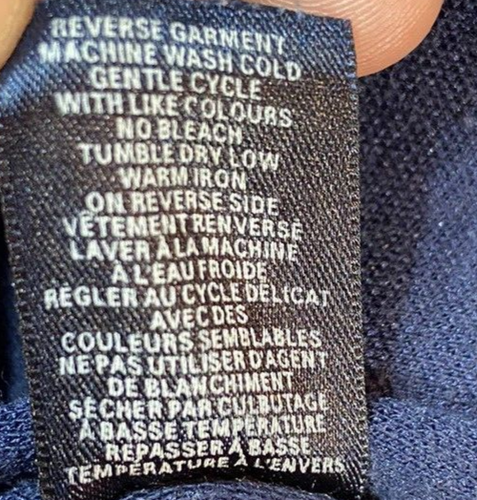 REVERSE GARMENT
MACHINE WASH COLD
GENTLE CYCLE
WITH LIKE COLOURS
NO BLEACH
TUMBLE DRY LOW
WARM IRON
ON REVERSE SIDE
VÊTEMENT RENVERSÉ
LAVER À LA MACHINE
À L'EAU FROIDE
RÉGLER AU CYCLE DÉLICAT
AVEC DES
COULEURS SEMBLABLES
NE PAS UTILISER D'AGENT
DE BLANCHIMENT
SÉCHER PAR CULBUTAGE
À BASSE TEMPÉRATURE
REPASSER À BASSE
TEMPÉRATURE À L'ENVERS